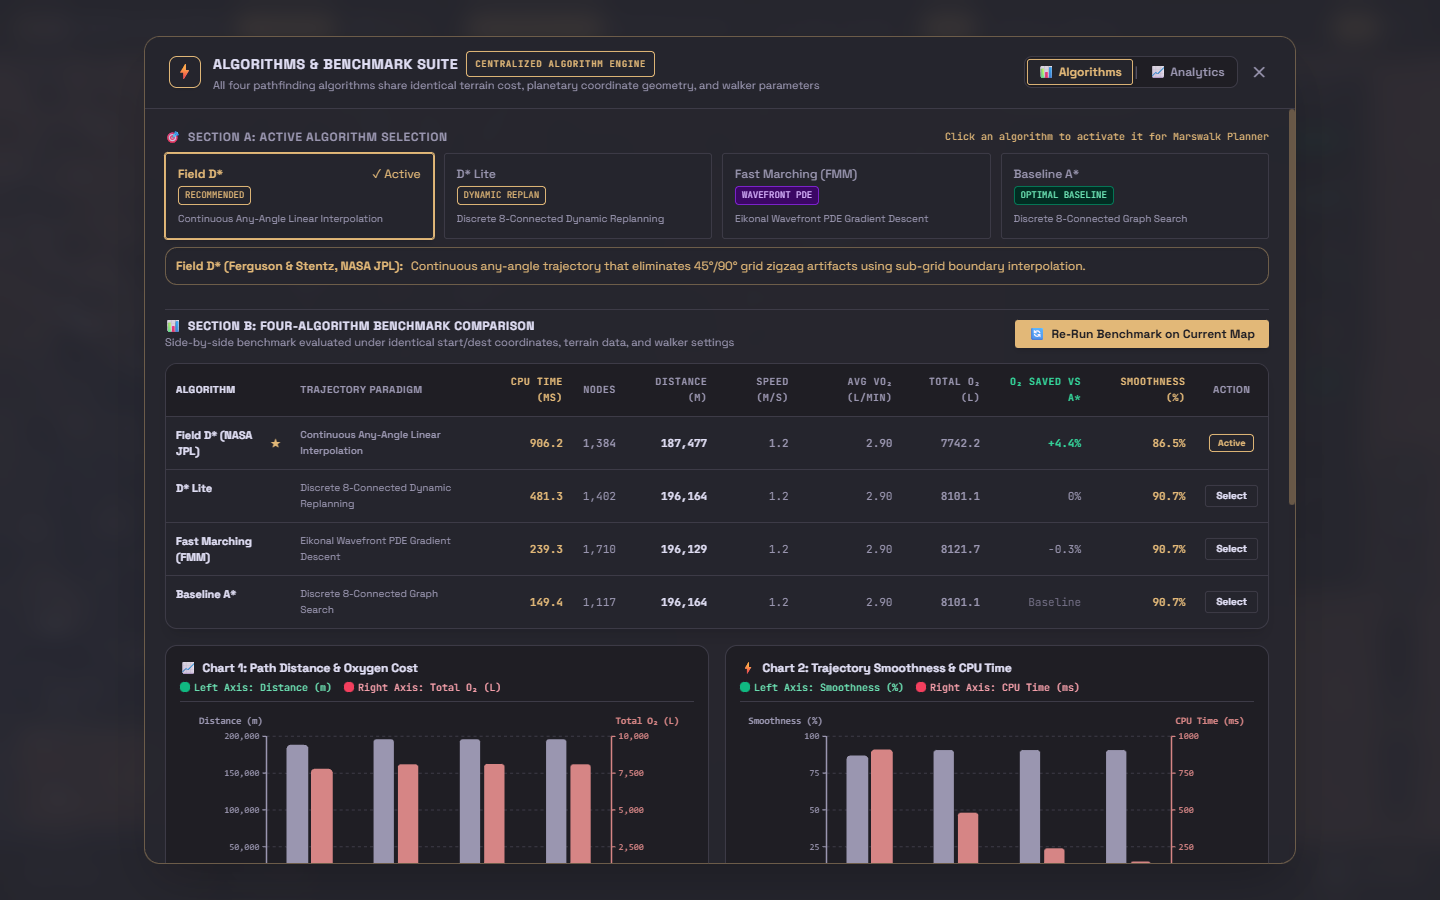 ALGORITHMS & BENCHMARK SUITE
CENTRALIZED ALGORITHM ENGINE
All four pathfinding algorithms share identical terrain cost, planetary coordinate geometry, and walker parameters
Algorithms
Analytics
SECTION A: ACTIVE ALGORITHM SELECTION
Click an algorithm to activate it for Marswalk Planner
Field D*
✓ Active
RECOMMENDED
Continuous Any-Angle Linear Interpolation
D* Lite
DYNAMIC REPLAN
Discrete 8-Connected Dynamic Replanning
Fast Marching (FMM)
WAVEFRONT PDE
Eikonal Wavefront PDE Gradient Descent
Baseline A*
OPTIMAL BASELINE
Discrete 8-Connected Graph Search
Field D* (Ferguson & Stentz, NASA JPL): Continuous any-angle trajectory that eliminates 45°/90° grid zigzag artifacts using sub-grid boundary interpolation.
SECTION B: FOUR-ALGORITHM BENCHMARK COMPARISON
Side-by-side benchmark evaluated under identical start/dest coordinates, terrain data, and walker settings
Re-Run Benchmark on Current Map
ALGORITHM
TRAJECTORY PARADIGM
CPU TIME
(MS)
NODES
DISTANCE
(M)
SPEED
(M/S)
AVG VO₂
(L/MIN)
TOTAL O₂
(L)
O₂ SAVED VS
A*
SMOOTHNESS
(%)
ACTION
Field D* (NASA
JPL)
★
Continuous Any-Angle Linear
Interpolation
906.2
1,384
187,477
1.2
2.90
7742.2
+4.4%
86.5%
Active
D* Lite
Discrete 8-Connected Dynamic
Replanning
481.3
1,402
196,164
1.2
2.90
8101.1
0%
90.7%
Select
Fast Marching
(FMM)
Eikonal Wavefront PDE Gradient
Descent
239.3
1,710
196,129
1.2
2.90
8121.7
-0.3%
90.7%
Select
Baseline A*
Discrete 8-Connected Graph
Search
149.4
1,117
196,164
1.2
2.90
8101.1
Baseline
90.7%
Select
Chart 1: Path Distance & Oxygen Cost
Left Axis: Distance (m)
Right Axis: Total O₂ (L)
Distance (m)
Total O₂ (L)
200,000
10,000
150,000
7,500
100,000
5,000
50,000
2,500
Chart 2: Trajectory Smoothness & CPU Time
Left Axis: Smoothness (%)
Right Axis: CPU Time (ms)
Smoothness (%)
CPU Time (ms)
100
1000
75
750
50
500
25
250